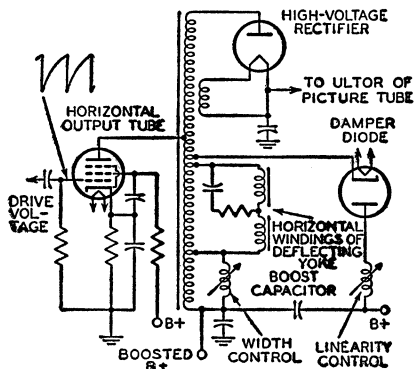 HIGH-VOLTAGE
RECTIFIER
TO ULTOR OF
PICTURE TUBE
HORIZONTAL
OUTPUT TUBE
DAMPER
DIODE
DRIVE
VOL-
TAGE
HORIZONTAL
WINDINGS OF
DEFLECTING
YOKE
BOOST
CAPACITOR
B+
B+
BOOSTED
B+
WIDTH
CONTROL
LINEARITY
CONTROL